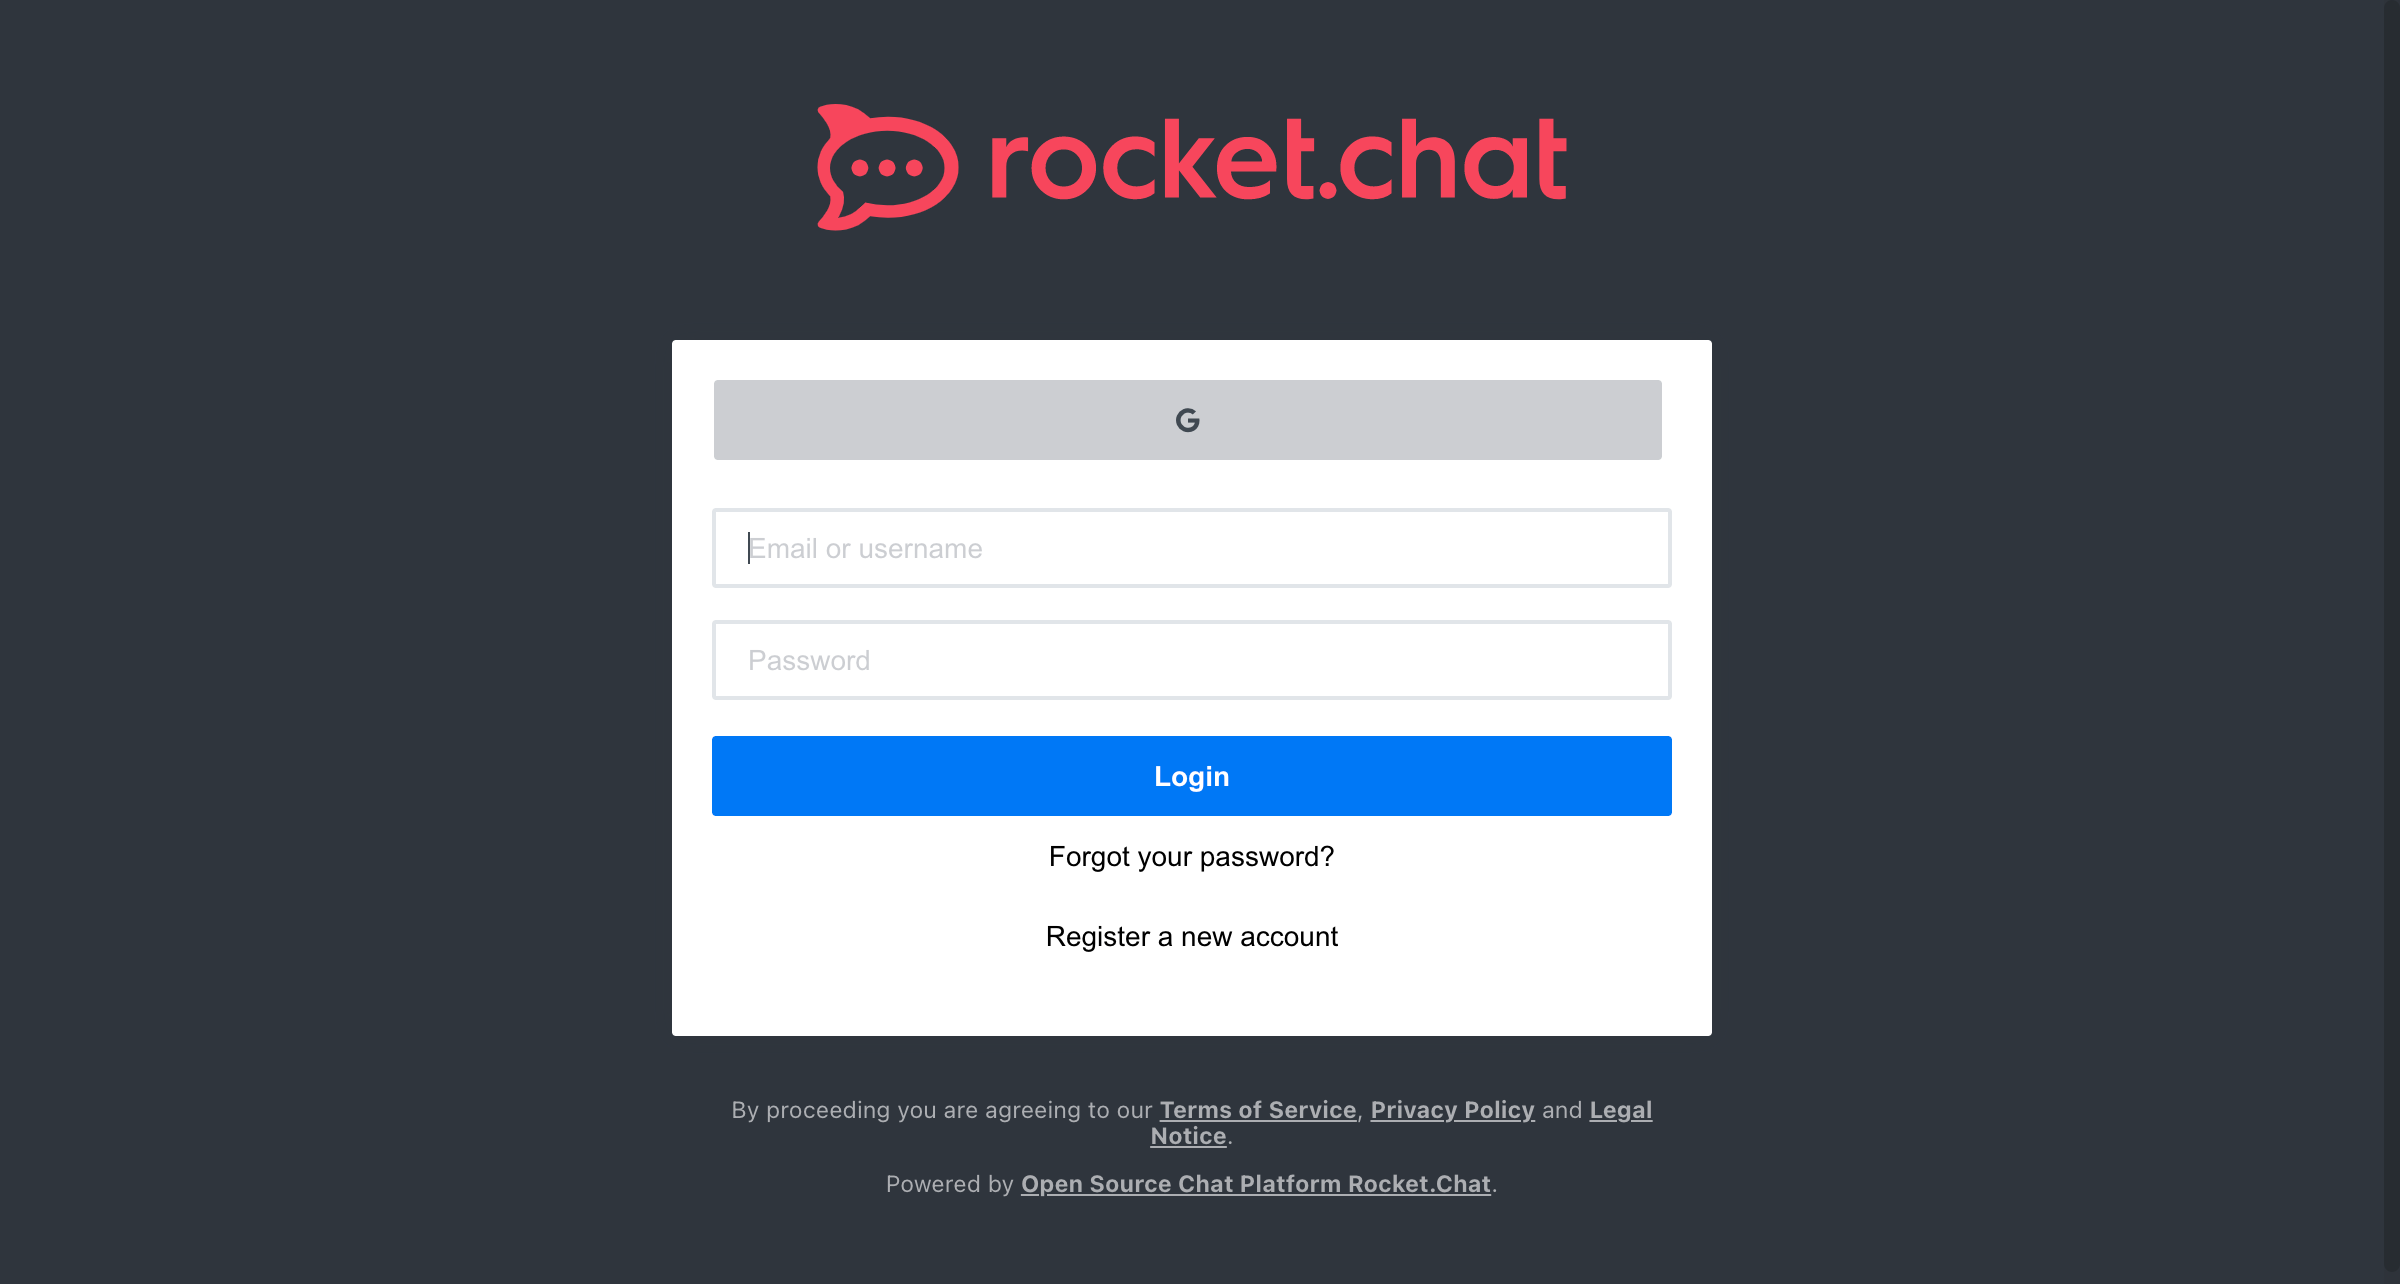 rocket.chat
G
Email or username
Password
Login
Forgot your password?
Register a new account
By proceeding you are agreeing to our Terms of Service, Privacy Policy and Legal
Notice.
Powered by Open Source Chat Platform Rocket.Chat.